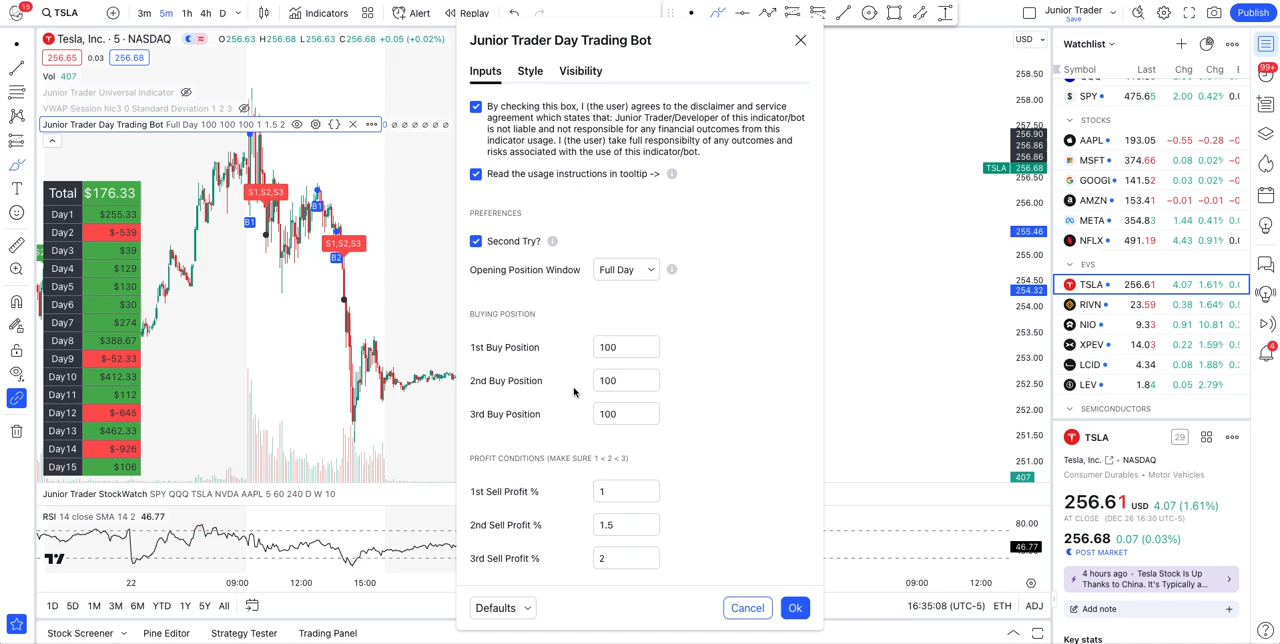 15
TSLA
3m 5m 1h 4h D
Indicators
Alert
Replay
Junior Trader
Save
Publish
Tesla, Inc. · 5 · NASDAQ
O256.63 H256.68 L256.63 C256.68 +0.05 (+0.02%)
256.65 0.03 256.68
Vol 407
Junior Trader Universal Indicator
VWAP Session hlc3 0 Standard Deviation 1 2 3
Junior Trader Day Trading Bot Full Day 100 100 100 1 1.5 2
Total $176.33
Day1 $255.33
Day2 $-539
Day3 $39
Day4 $129
Day5 $130
Day6 $30
Day7 $274
Day8 $388.67
Day9 $-52.33
Day10 $412.33
Day11 $112
Day12 $-645
Day13 $462.33
Day14 $-926
Day15 $106
S1,S2,S3
B1
B1
S1,S2,S3
B2
Junior Trader StockWatch SPY QQQ TSLA NVDA AAPL 5 60 240 D W 10
RSI 14 close SMA 14 2 46.77
22 09:00 12:00 15:00
1D 5D 1M 3M 6M YTD 1Y 5Y All
Stock Screener Pine Editor Strategy Tester Trading Panel
Junior Trader Day Trading Bot
Inputs Style Visibility
By checking this box, I (the user) agrees to the disclaimer and service
agreement which states that: Junior Trader/Developer of this indicator/bot
is not liable and not responsible for any financial outcomes from this
indicator usage. I (the user) take full responsibilty of any outcomes and
risks associated with the use of this indicator/bot.
Read the usage instructions in tooltip ->
PREFERENCES
Second Try?
Opening Position Window Full Day
BUYING POSITION
1st Buy Position 100
2nd Buy Position 100
3rd Buy Position 100
PROFIT CONDITIONS (MAKE SURE 1 < 2 < 3)
1st Sell Profit % 1
2nd Sell Profit % 1.5
3rd Sell Profit % 2
Defaults Cancel Ok
USD
258.50
258.00
257.50
256.90
256.86
256.86
TSLA 256.68
256.50
256.00
255.46
255.00
254.50
254.32
254.00
253.50
253.00
252.50
252.00
251.50
251.00
407
80.00
46.77
09:00 12:00
16:35:08 (UTC-5) ETH ADJ
Watchlist
Symbol Last Chg Chg
SPY 475.65 2.00 0.42%
STOCKS
AAPL 193.05 −0.55 −0.28
MSFT 374.66 0.08 0.02%
GOOGL 141.52 0.03 0.02%
AMZN 153.41 −0.01 −0.01
META 354.83 1.44 0.41%
NFLX 491.19 4.43 0.91%
EVS
TSLA 256.61 4.07 1.61%
RIVN 23.59 0.38 1.64%
NIO 9.33 0.91 10.81
XPEV 14.03 0.22 1.59%
LCID 4.34 0.08 1.88%
LEV 1.84 0.05 2.79%
SEMICONDUCTORS
TSLA
29
Tesla, Inc. NASDAQ
Consumer Durables • Motor Vehicles
256.61 USD 4.07 (1.61%)
AT CLOSE (DEC 26 16:30 UTC-5)
256.68 0.07 (0.03%)
POST MARKET
4 hours ago · Tesla Stock Is Up
Thanks to China. It's Typically a...
Add note
Key stats
99+
4